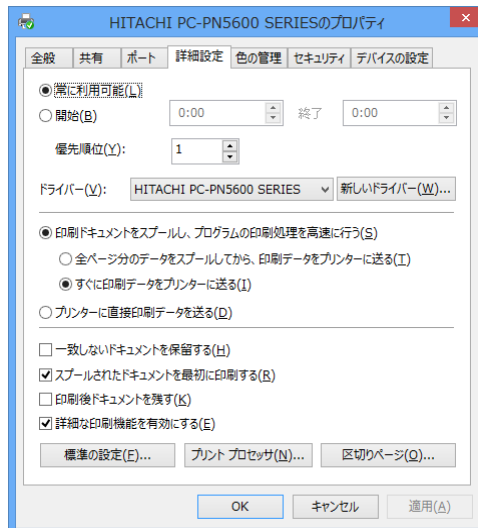 HITACHI PC-PN5600 SERIESのプロパティ
全般 共有 ポート 詳細設定 色の管理 セキュリティ デバイスの設定
常に利用可能(L)
開始(B) 0:00 終了 0:00
優先順位(Y): 1
ドライバー(V): HITACHI PC-PN5600 SERIES 新しいドライバー(W)...
印刷ドキュメントをスプールし、プログラムの印刷処理を高速に行う(S)
全ページ分のデータをスプールしてから、印刷データをプリンターに送る(T)
すぐに印刷データをプリンターに送る(I)
プリンターに直接印刷データを送る(D)
一致しないドキュメントを保留する(H)
スプールされたドキュメントを最初に印刷する(R)
印刷後ドキュメントを残す(K)
詳細な印刷機能を有効にする(E)
標準の設定(F)... プリント プロセッサ(N)... 区切りページ(O)...
OK キャンセル 適用(A)